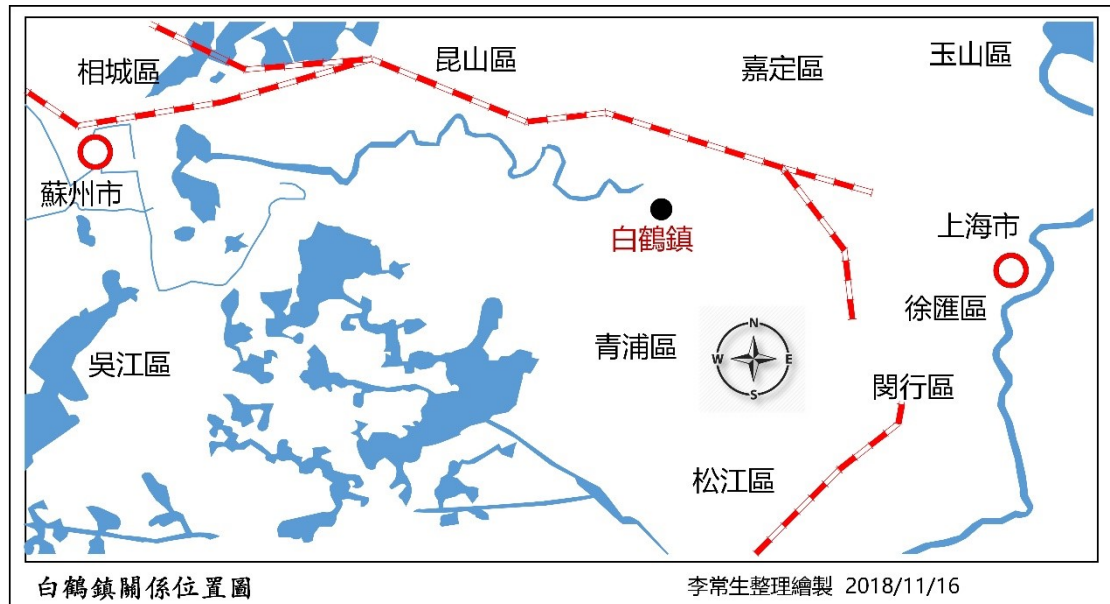 相城區
昆山區
嘉定區
玉山區
蘇州市
白鶴鎮
上海市
徐匯區
青浦區
吳江區
閔行區
松江區
N
W
E
S
白鶴鎮關係位置圖
李常生整理繪製 2018/11/16